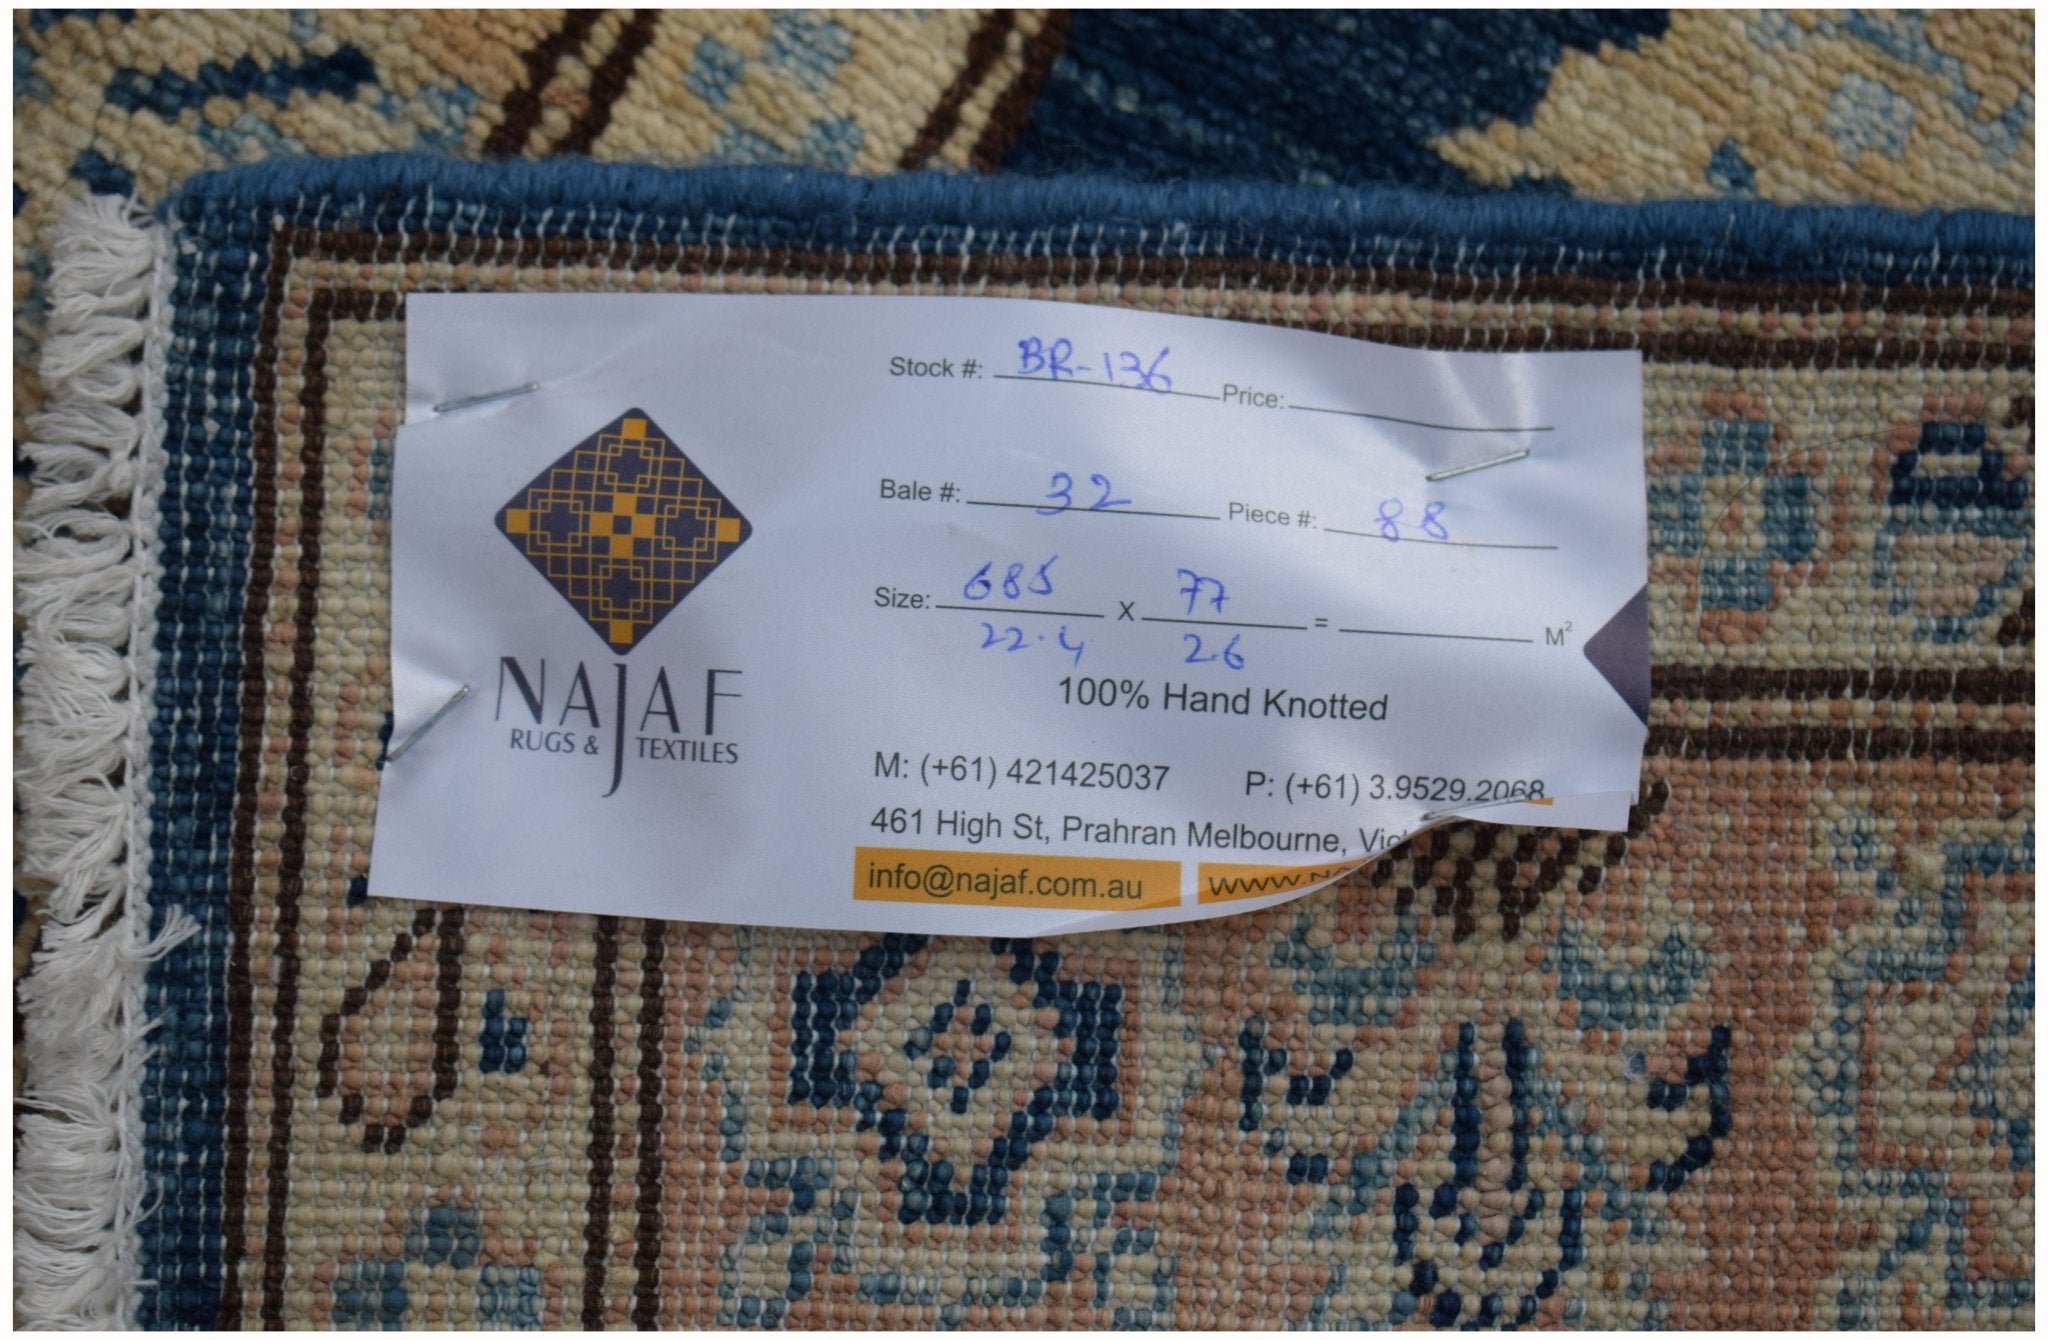 Stock #: BR-136 Price:
Bale #: 32 Piece #: 88
Size: 685 X 77 = M²
22.4 2.6
100% Hand Knotted
NAJAF
RUGS & TEXTILES
M: (+61) 421425037 P: (+61) 3.9529.2068
461 High St, Prahran Melbourne,
info@najaf.com.au www.